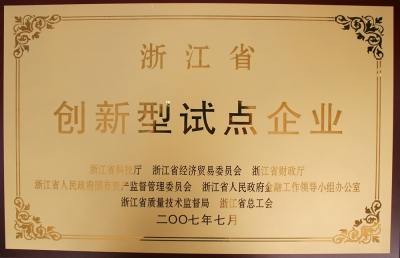 浙江省
创新型试点企业
浙江省科技厅 浙江省经济贸易委员会 浙江省财政厅
浙江省人民政府国有资产监督管理委员会 浙江省人民政府金融工作领导小组办公室
浙江省质量技术监督局 浙江省总工会
二〇〇七年七月